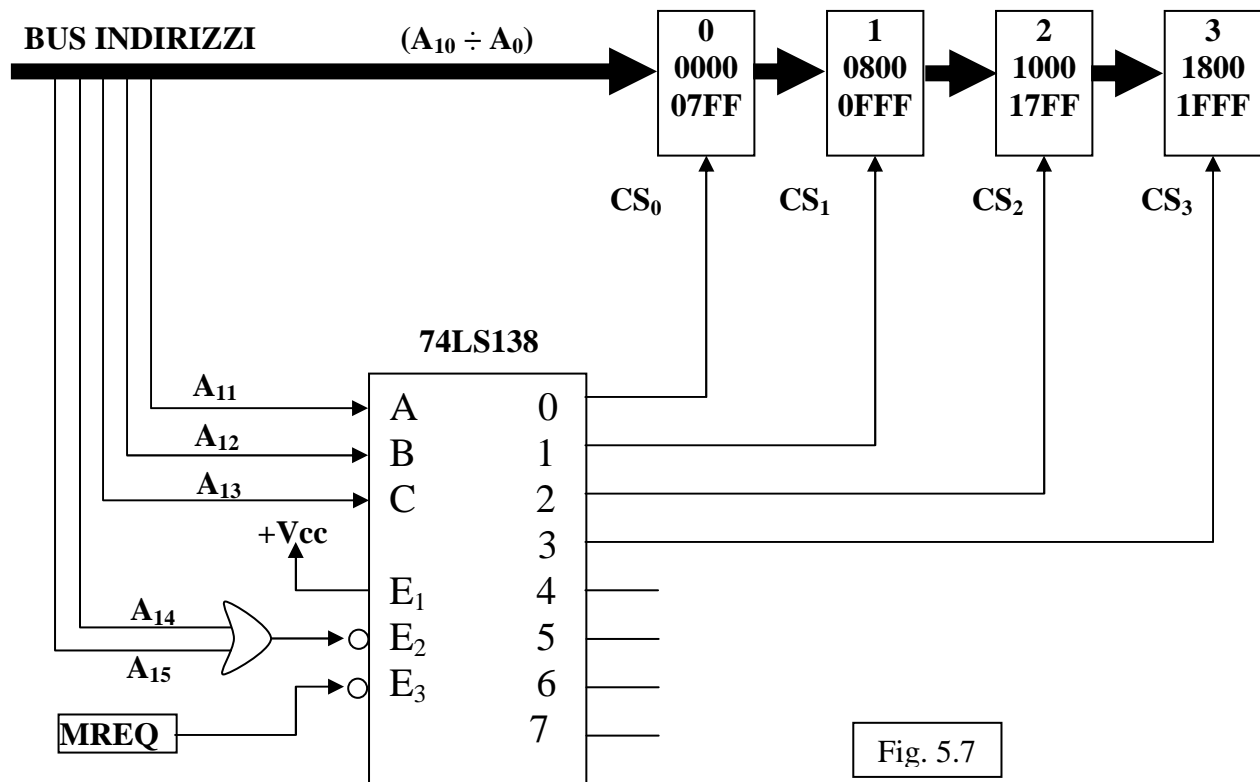 BUS INDIRIZZI (A₁₀ ÷ A₀)
0
0000
07FF
1
0800
0FFF
2
1000
17FF
3
1800
1FFF
CS₀
CS₁
CS₂
CS₃
74LS138
A₁₁
A₁₂
A₁₃
+Vcc
A₁₄
A₁₅
MREQ
A 0
B 1
C 2
3
E₁ 4
E₂ 5
E₃ 6
7
Fig. 5.7